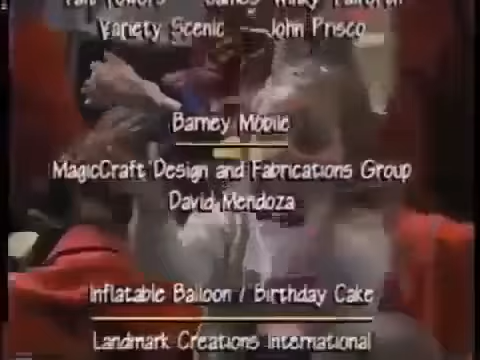 Variety Scenic John Prisco
Barney Mobile
MagicCraft Design and Fabrications Group
David Mendoza
Inflatable Balloon / Birthday Cake
Landmark Creations International